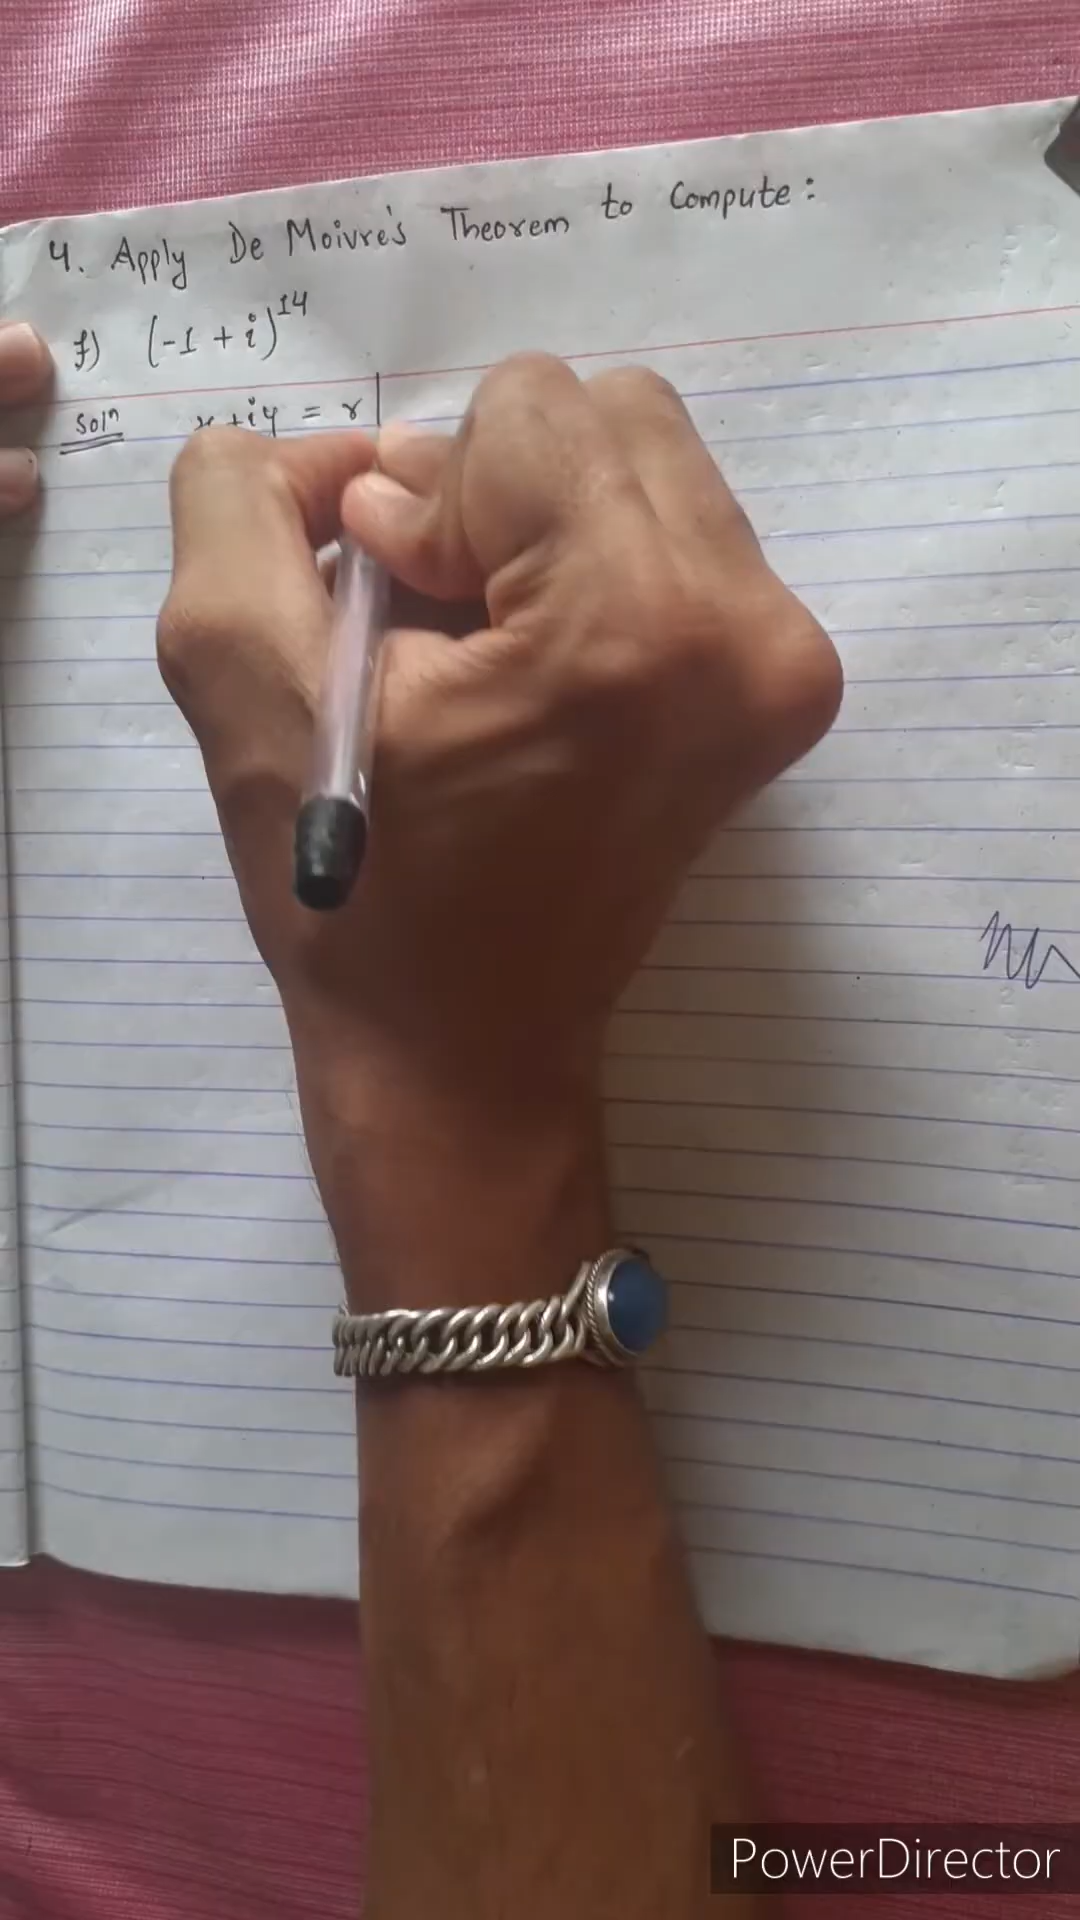 4. Apply De Moivre's Theorem to Compute:
f) (-1 + i)^14
Solⁿ x + iy = r
PowerDirector